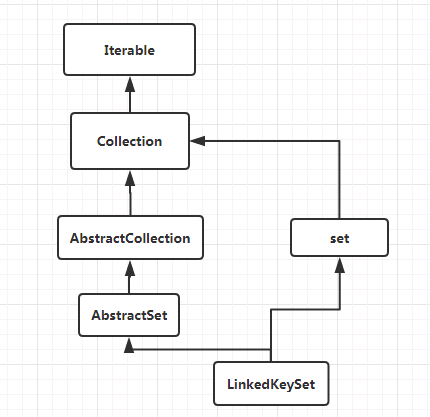 Iterable
Collection
AbstractCollection
set
AbstractSet
LinkedKeySet